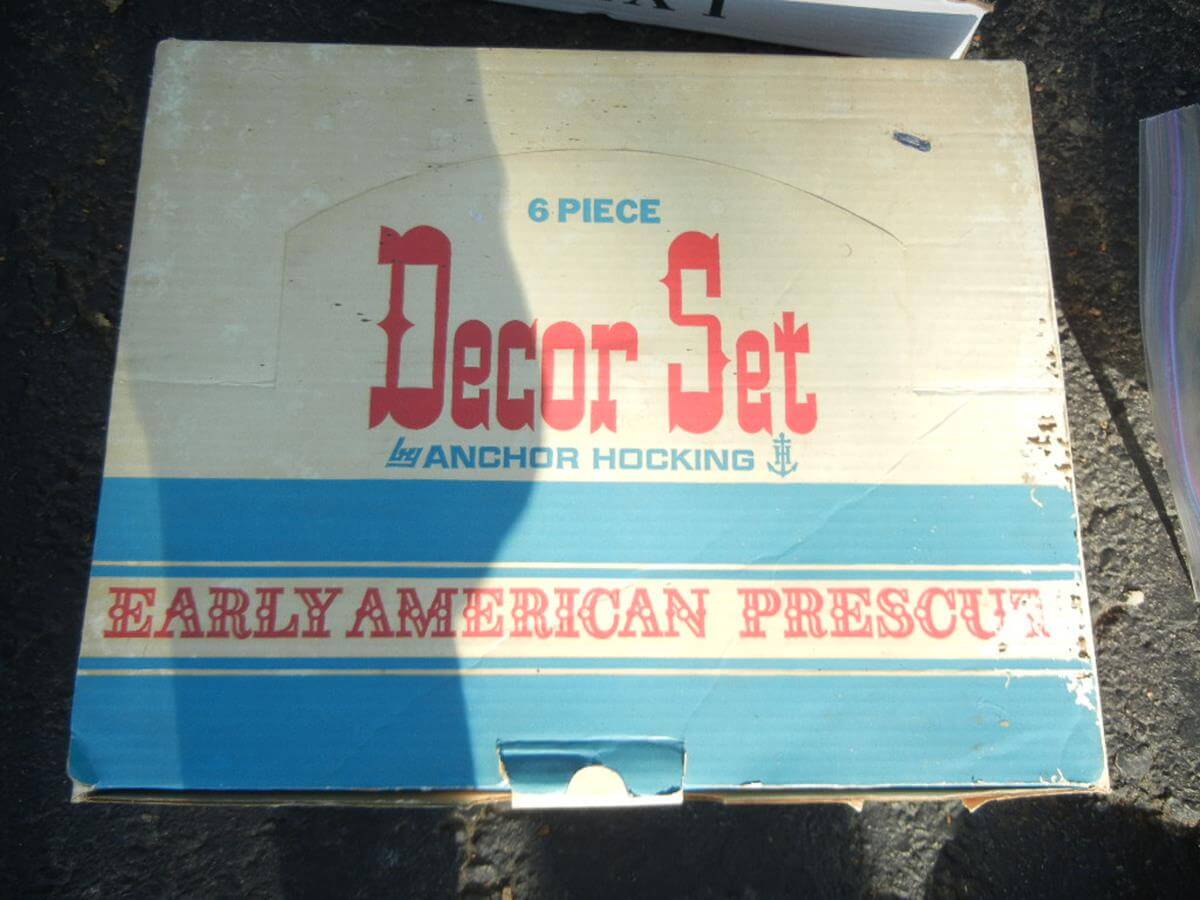 6 PIECE
Decor Set
by ANCHOR HOCKING
EARLY AMERICAN PRESCUT